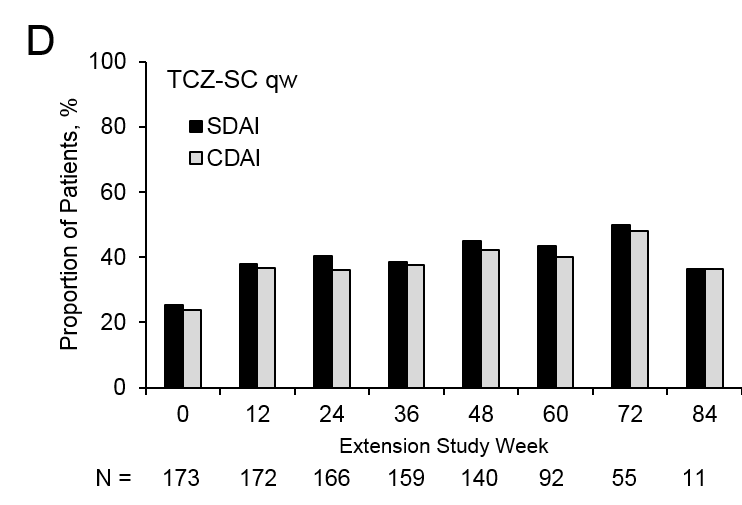 D
100
80
60
40
20
0
Proportion of Patients, %
TCZ-SC qw
SDAI
CDAI
0 12 24 36 48 60 72 84
Extension Study Week
N = 173 172 166 159 140 92 55 11